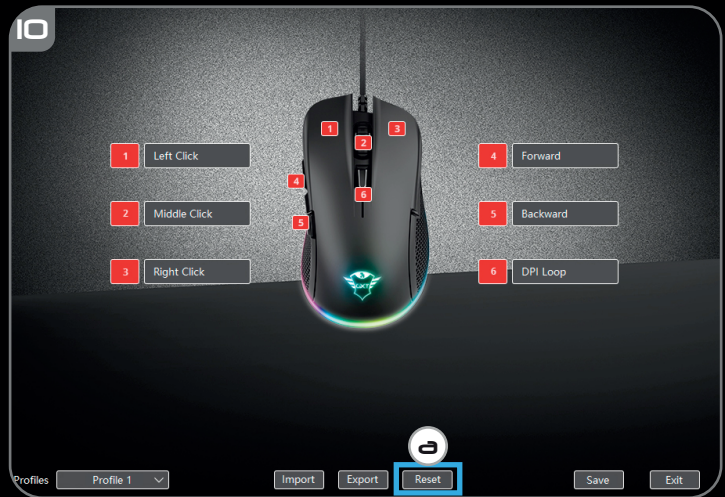 10
1
3
2
1 Left Click
4 Forward
4
6
2 Middle Click
5 Backward
5
3 Right Click
6 DPI Loop
GXT
a
Profiles Profile 1 Import Export Reset Save Exit